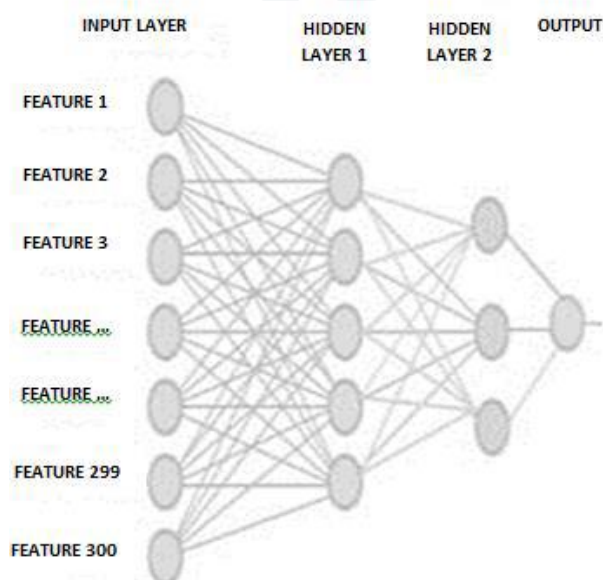 INPUT LAYER
HIDDEN
LAYER 1
HIDDEN
LAYER 2
OUTPUT
FEATURE 1
FEATURE 2
FEATURE 3
FEATURE ...
FEATURE ...
FEATURE 299
FEATURE 300